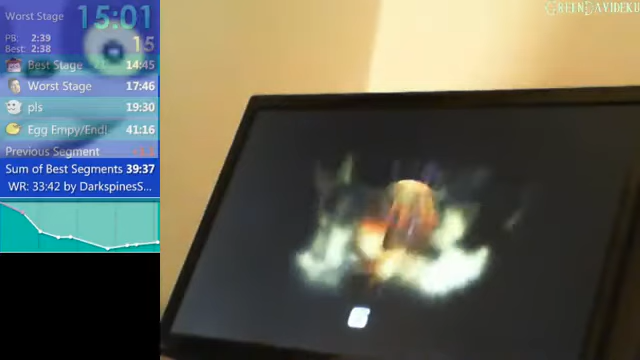 Worst Stage 15:01
PB: 2:39
Best: 2:38 15
Best Stage 14:45
Worst Stage 17:46
pls 19:30
Egg Empy/Endl 41:16
Previous Segment
Sum of Best Segments 39:37
WR: 33:42 by DarkspinesS...